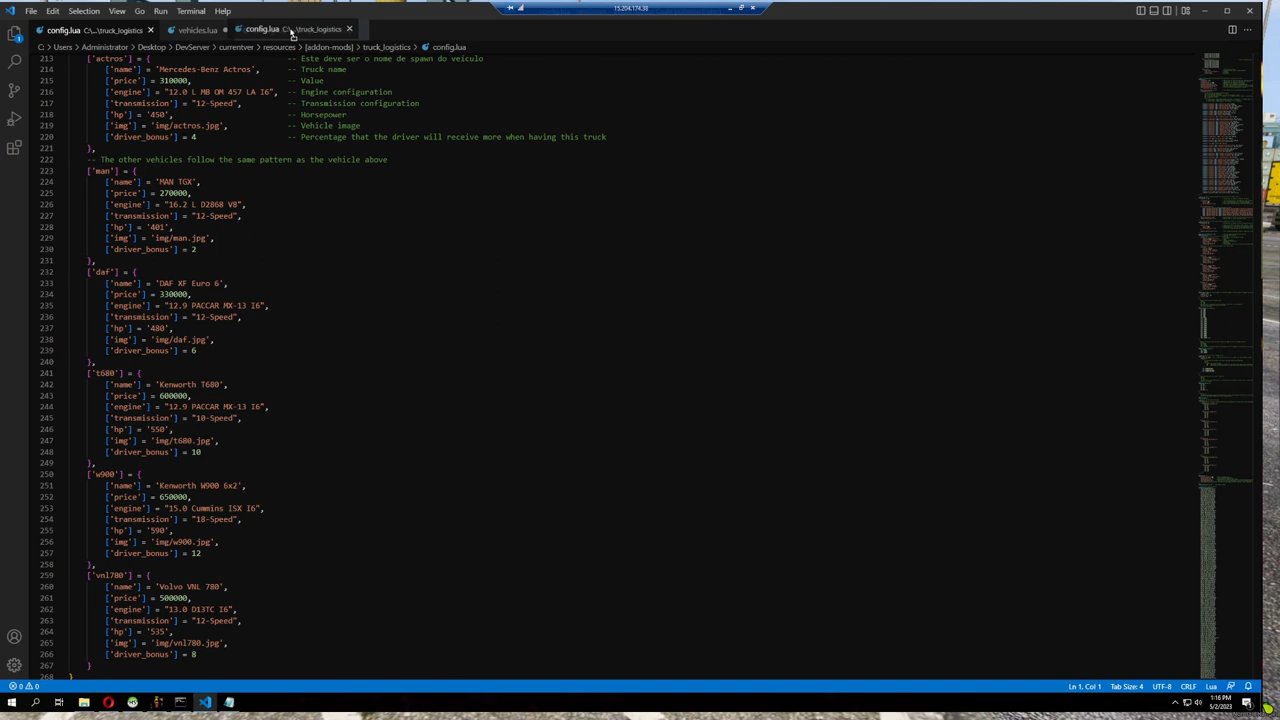 File Edit Selection View Go Run Terminal Help
15.204.174.38
config.lua C:\...\truck_logistics vehicles.lua config.lua C:\...\truck_logistics
C: > Users > Administrator > Desktop > DevServer > currentver > resources > [addon-mods] > truck_logistics > config.lua
213 ['actros'] = { -- Este deve ser o nome de spawn do veiculo
214 ['name'] = 'Mercedes-Benz Actros', -- Truck name
215 ['price'] = 310000, -- Value
216 ['engine'] = "12.0 L MB OM 457 LA I6", -- Engine configuration
217 ['transmission'] = "12-Speed", -- Transmission configuration
218 ['hp'] = '450', -- Horsepower
219 ['img'] = 'img/actros.jpg', -- Vehicle image
220 ['driver_bonus'] = 4 -- Percentage that the driver will receive more when having this truck
221 },
222 -- The other vehicles follow the same pattern as the vehicle above
223 ['man'] = {
224 ['name'] = 'MAN TGX',
225 ['price'] = 270000,
226 ['engine'] = "16.2 L D2868 V8",
227 ['transmission'] = "12-Speed",
228 ['hp'] = '401',
229 ['img'] = 'img/man.jpg',
230 ['driver_bonus'] = 2
231 },
232 ['daf'] = {
233 ['name'] = 'DAF XF Euro 6',
234 ['price'] = 330000,
235 ['engine'] = "12.9 PACCAR MX-13 I6",
236 ['transmission'] = "12-Speed",
237 ['hp'] = '480',
238 ['img'] = 'img/daf.jpg',
239 ['driver_bonus'] = 6
240 },
241 ['t680'] = {
242 ['name'] = 'Kenworth T680',
243 ['price'] = 600000,
244 ['engine'] = "12.9 PACCAR MX-13 I6",
245 ['transmission'] = "10-Speed",
246 ['hp'] = '550',
247 ['img'] = 'img/t680.jpg',
248 ['driver_bonus'] = 10
249 },
250 ['w900'] = {
251 ['name'] = 'Kenworth W900 6x2',
252 ['price'] = 650000,
253 ['engine'] = "15.0 Cummins ISX I6",
254 ['transmission'] = "18-Speed",
255 ['hp'] = '590',
256 ['img'] = 'img/w900.jpg',
257 ['driver_bonus'] = 12
258 },
259 ['vnl780'] = {
260 ['name'] = 'Volvo VNL 780',
261 ['price'] = 500000,
262 ['engine'] = "13.0 D13TC I6",
263 ['transmission'] = "12-Speed",
264 ['hp'] = '535',
265 ['img'] = 'img/vnl780.jpg',
266 ['driver_bonus'] = 8
267 }
268 }
0 0 Ln 1, Col 1 Tab Size: 4 UTF-8 CRLF Lua
1:16 PM
5/2/2023